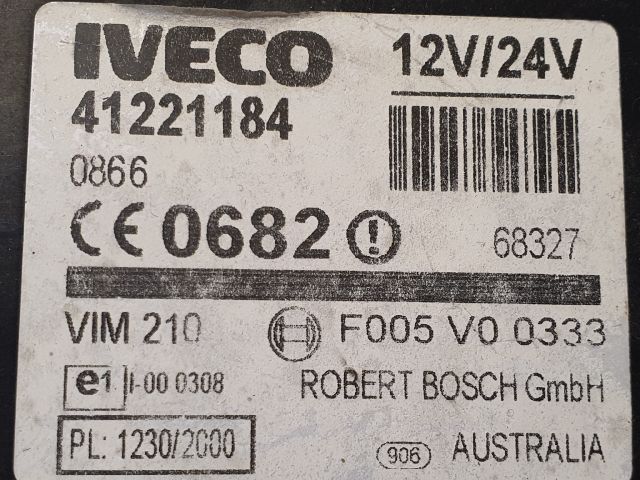 IVECO
12V/24V
41221184
0866
CE 0682 !
68327
VIM 210
F005 V0 0333
e1 I-00 0308
ROBERT BOSCH GmbH
PL: 1230/2000
906
AUSTRALIA